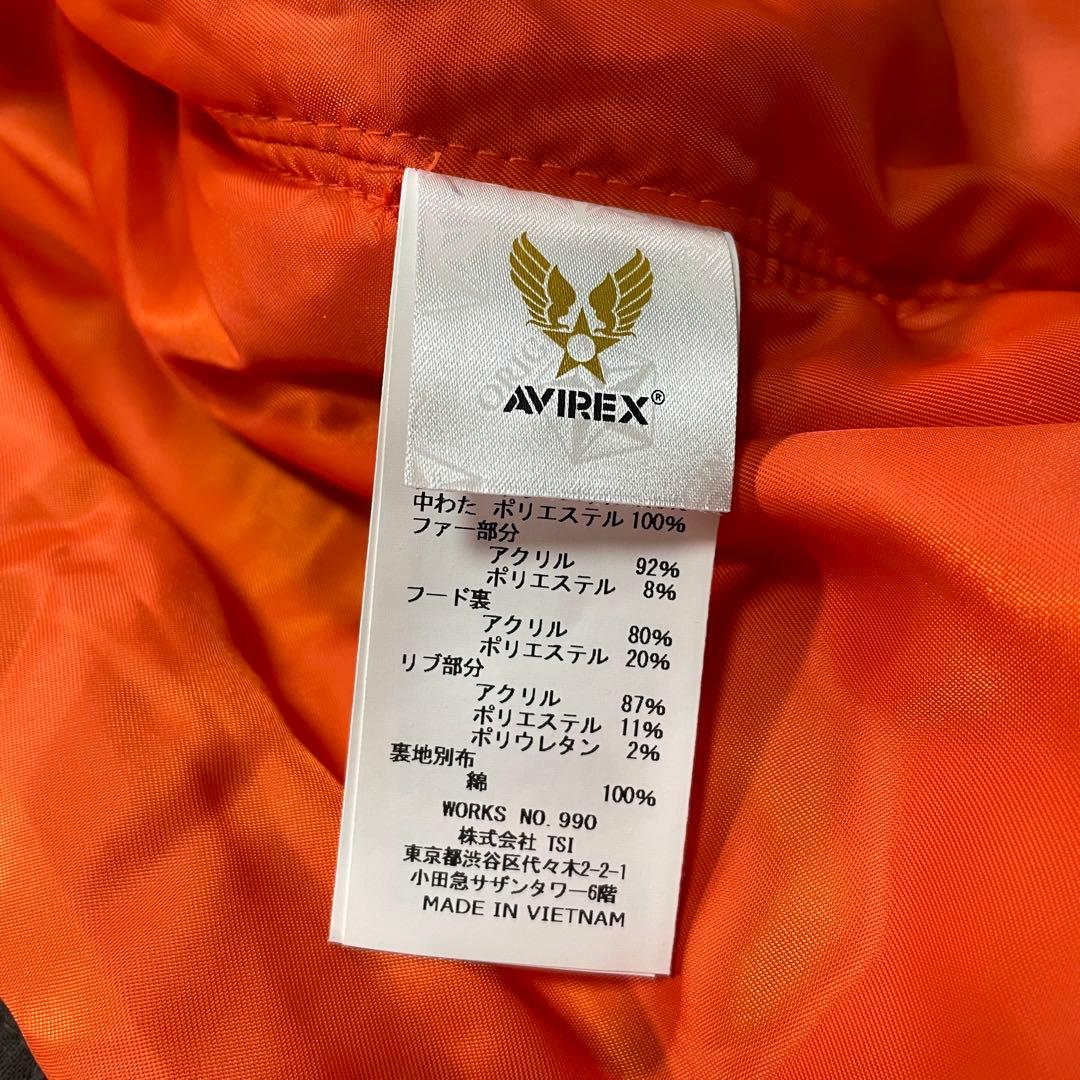 AVIREX®
中わた ポリエステル 100%
ファー部分
アクリル 92%
ポリエステル 8%
フード裏
アクリル 80%
ポリエステル 20%
リブ部分
アクリル 87%
ポリエステル 11%
ポリウレタン 2%
裏地別布
綿 100%
WORKS NO. 990
株式会社 TSI
東京都渋谷区代々木2-2-1
小田急サザンタワー6階
MADE IN VIETNAM